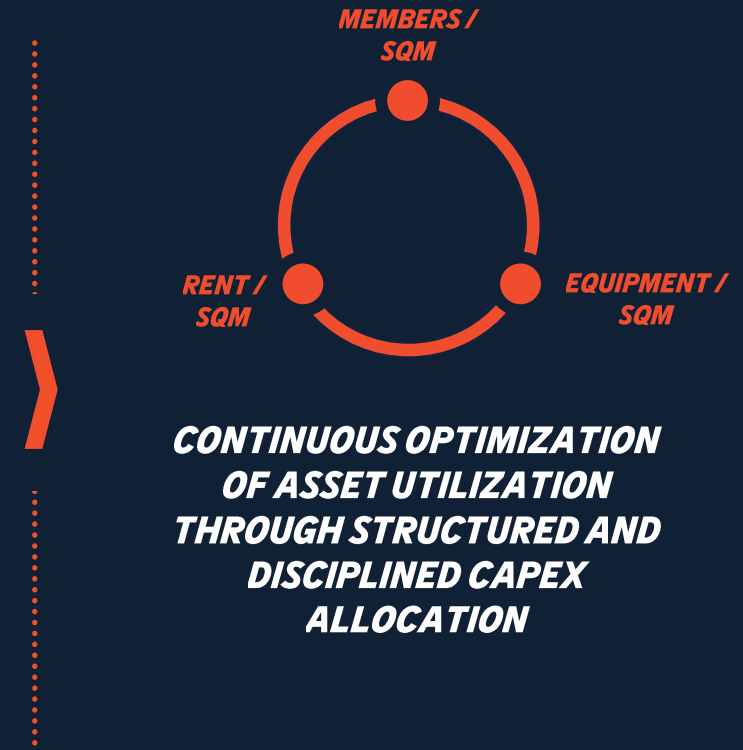 MEMBERS /
SQM
RENT /
SQM
EQUIPMENT /
SQM
CONTINUOUS OPTIMIZATION
OF ASSET UTILIZATION
THROUGH STRUCTURED AND
DISCIPLINED CAPEX
ALLOCATION